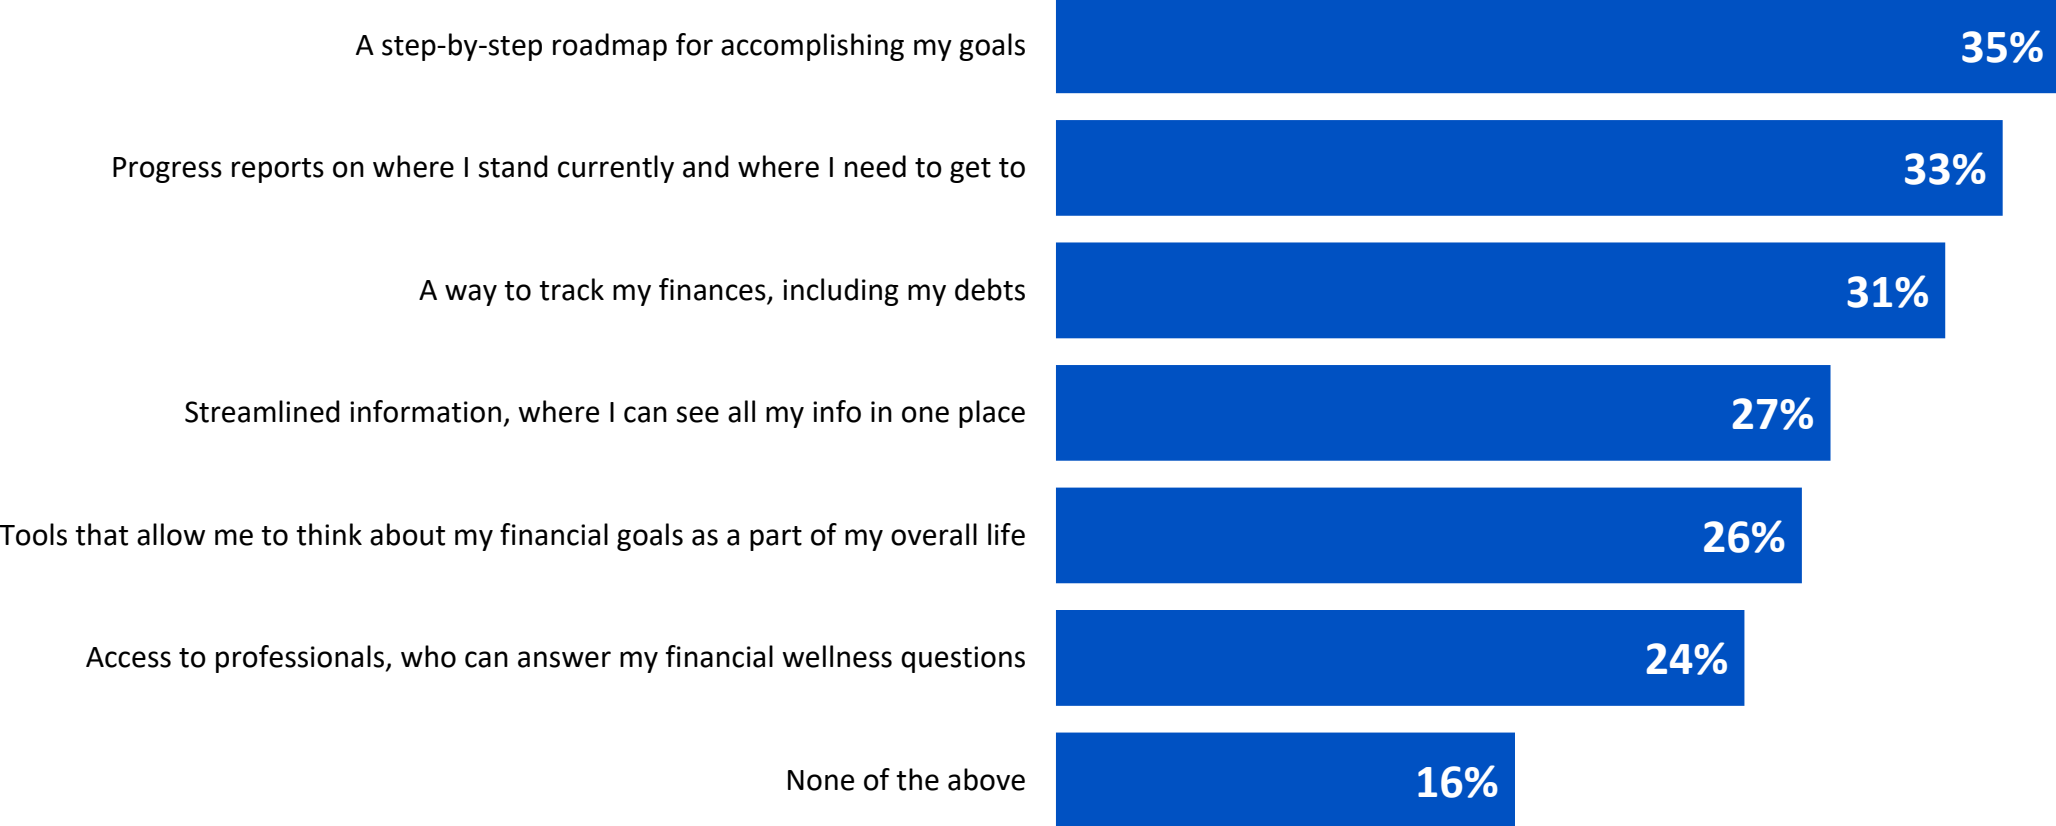 A step-by-step roadmap for accomplishing my goals 35%
Progress reports on where I stand currently and where I need to get to 33%
A way to track my finances, including my debts 31%
Streamlined information, where I can see all my info in one place 27%
Tools that allow me to think about my financial goals as a part of my overall life 26%
Access to professionals, who can answer my financial wellness questions 24%
None of the above 16%